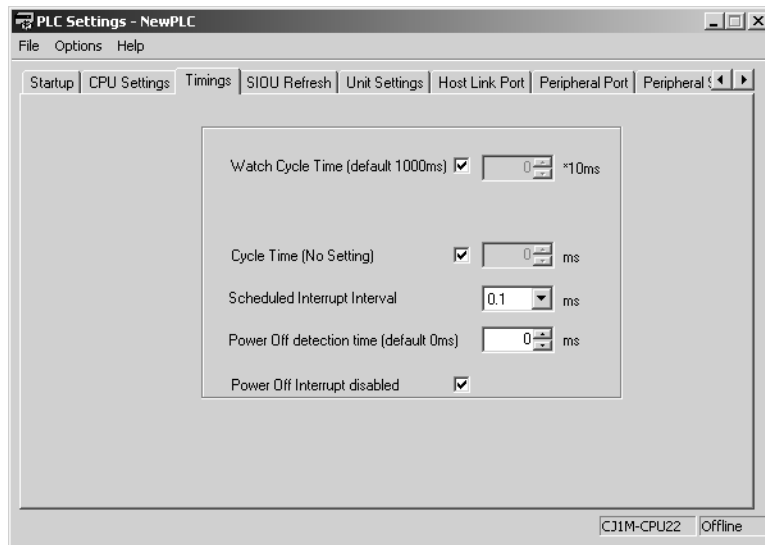 PLC Settings - NewPLC
File Options Help
Startup CPU Settings Timings SIOU Refresh Unit Settings Host Link Port Peripheral Port Peripheral
Watch Cycle Time (default 1000ms) 0 *10ms
Cycle Time (No Setting) 0 ms
Scheduled Interrupt Interval 0.1 ms
Power Off detection time (default 0ms) 0 ms
Power Off Interrupt disabled
CJ1M-CPU22 Offline